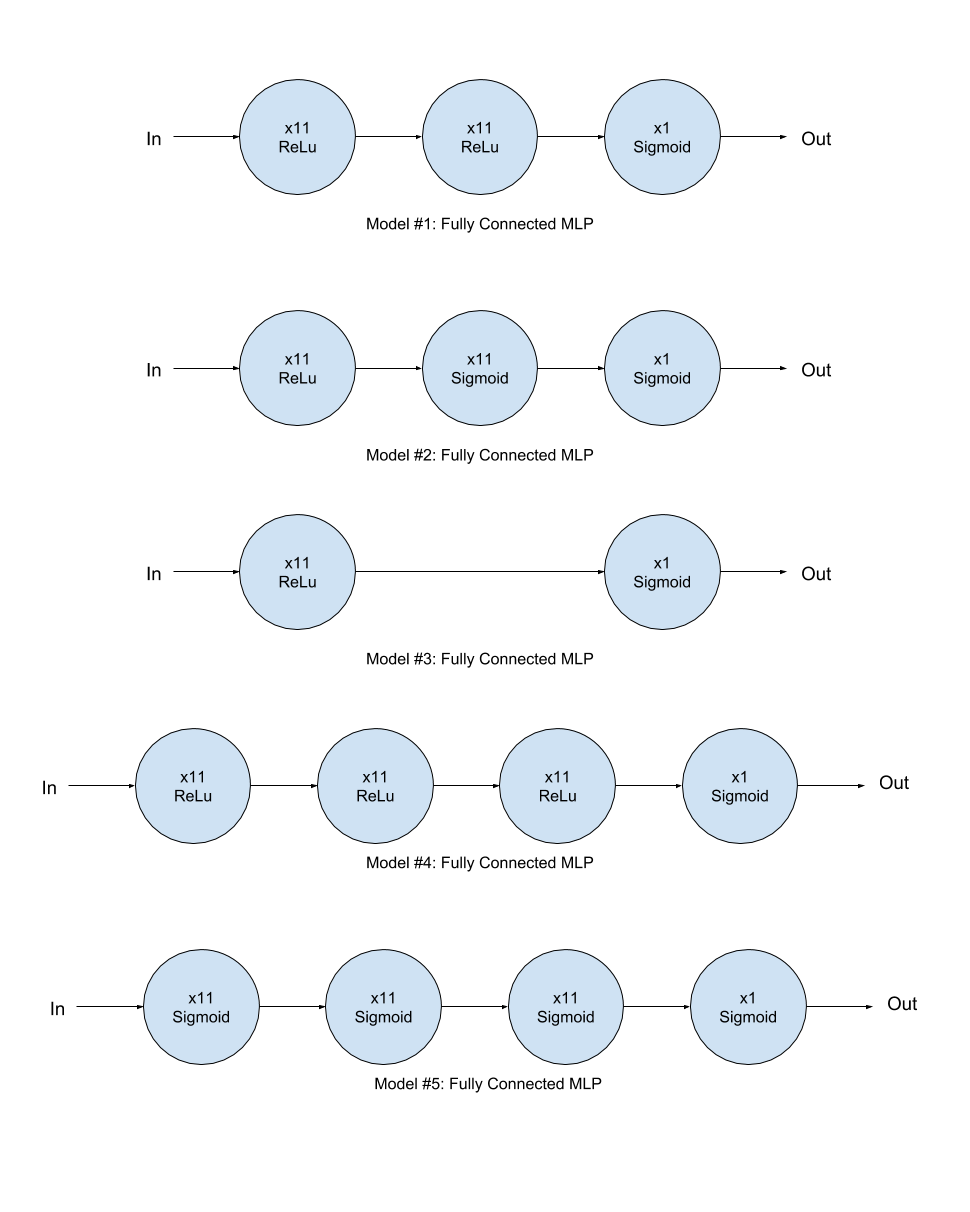 In
x11
ReLu
x11
ReLu
x1
Sigmoid
Out
Model #1: Fully Connected MLP
In
x11
ReLu
x11
Sigmoid
x1
Sigmoid
Out
Model #2: Fully Connected MLP
In
x11
ReLu
x1
Sigmoid
Out
Model #3: Fully Connected MLP
In
x11
ReLu
x11
ReLu
x11
ReLu
x1
Sigmoid
Out
Model #4: Fully Connected MLP
In
x11
Sigmoid
x11
Sigmoid
x11
Sigmoid
x1
Sigmoid
Out
Model #5: Fully Connected MLP